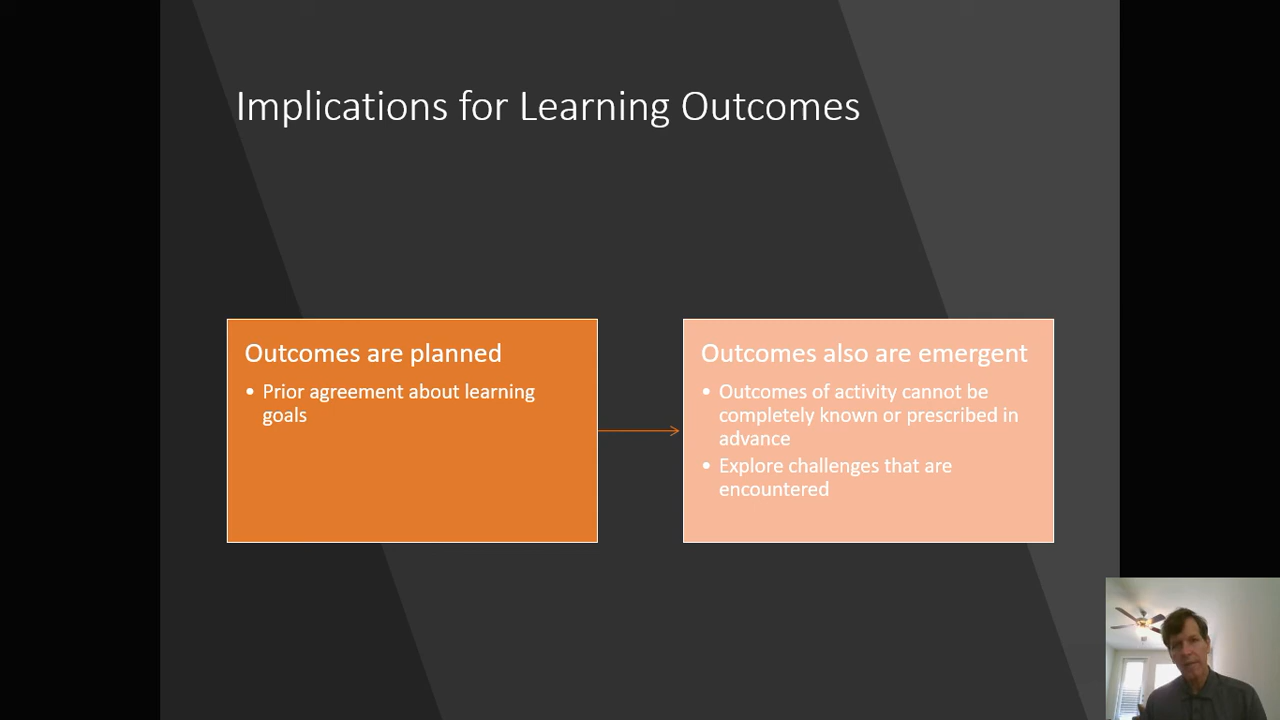 Implications for Learning Outcomes
Outcomes are planned
• Prior agreement about learning
goals
Outcomes also are emergent
• Outcomes of activity cannot be
completely known or prescribed in
advance
• Explore challenges that are
encountered